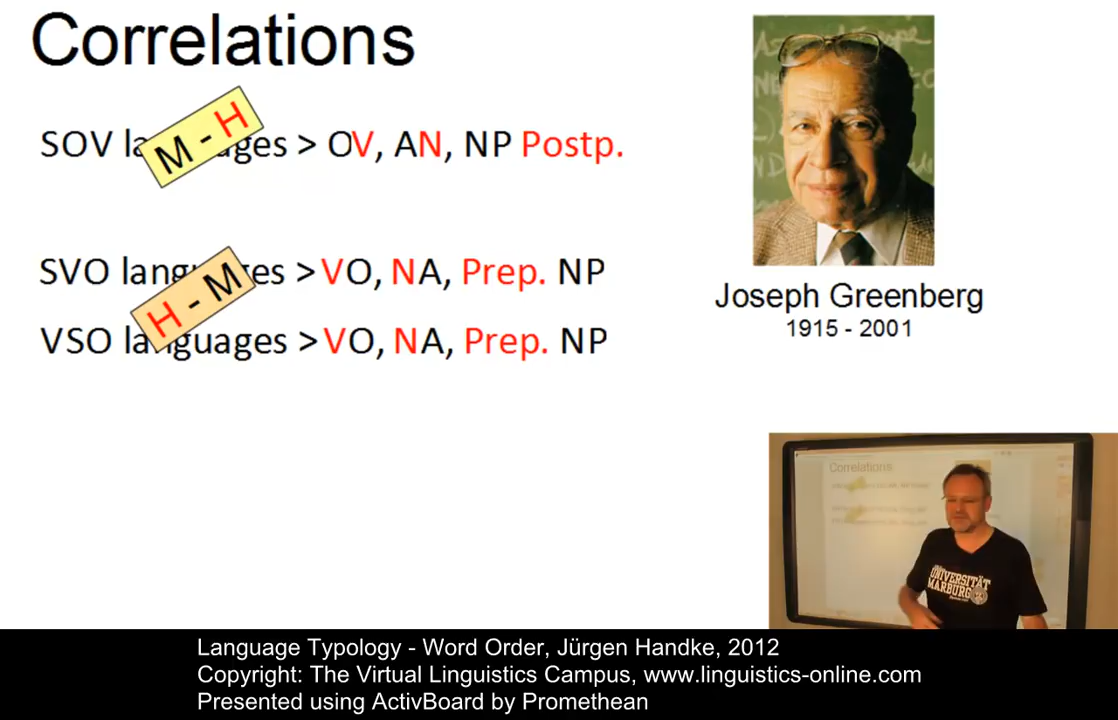 Correlations
M - H
SOV la ges > OV, AN, NP Postp.
SVO lang es > VO, NA, Prep. NP
H - M
VSO languages > VO, NA, Prep. NP
Joseph Greenberg
1915 - 2001
Correlations
UNIVERSITÄT
MARBURG
Language Typology - Word Order, Jürgen Handke, 2012
Copyright: The Virtual Linguistics Campus, www.linguistics-online.com
Presented using ActivBoard by Promethean